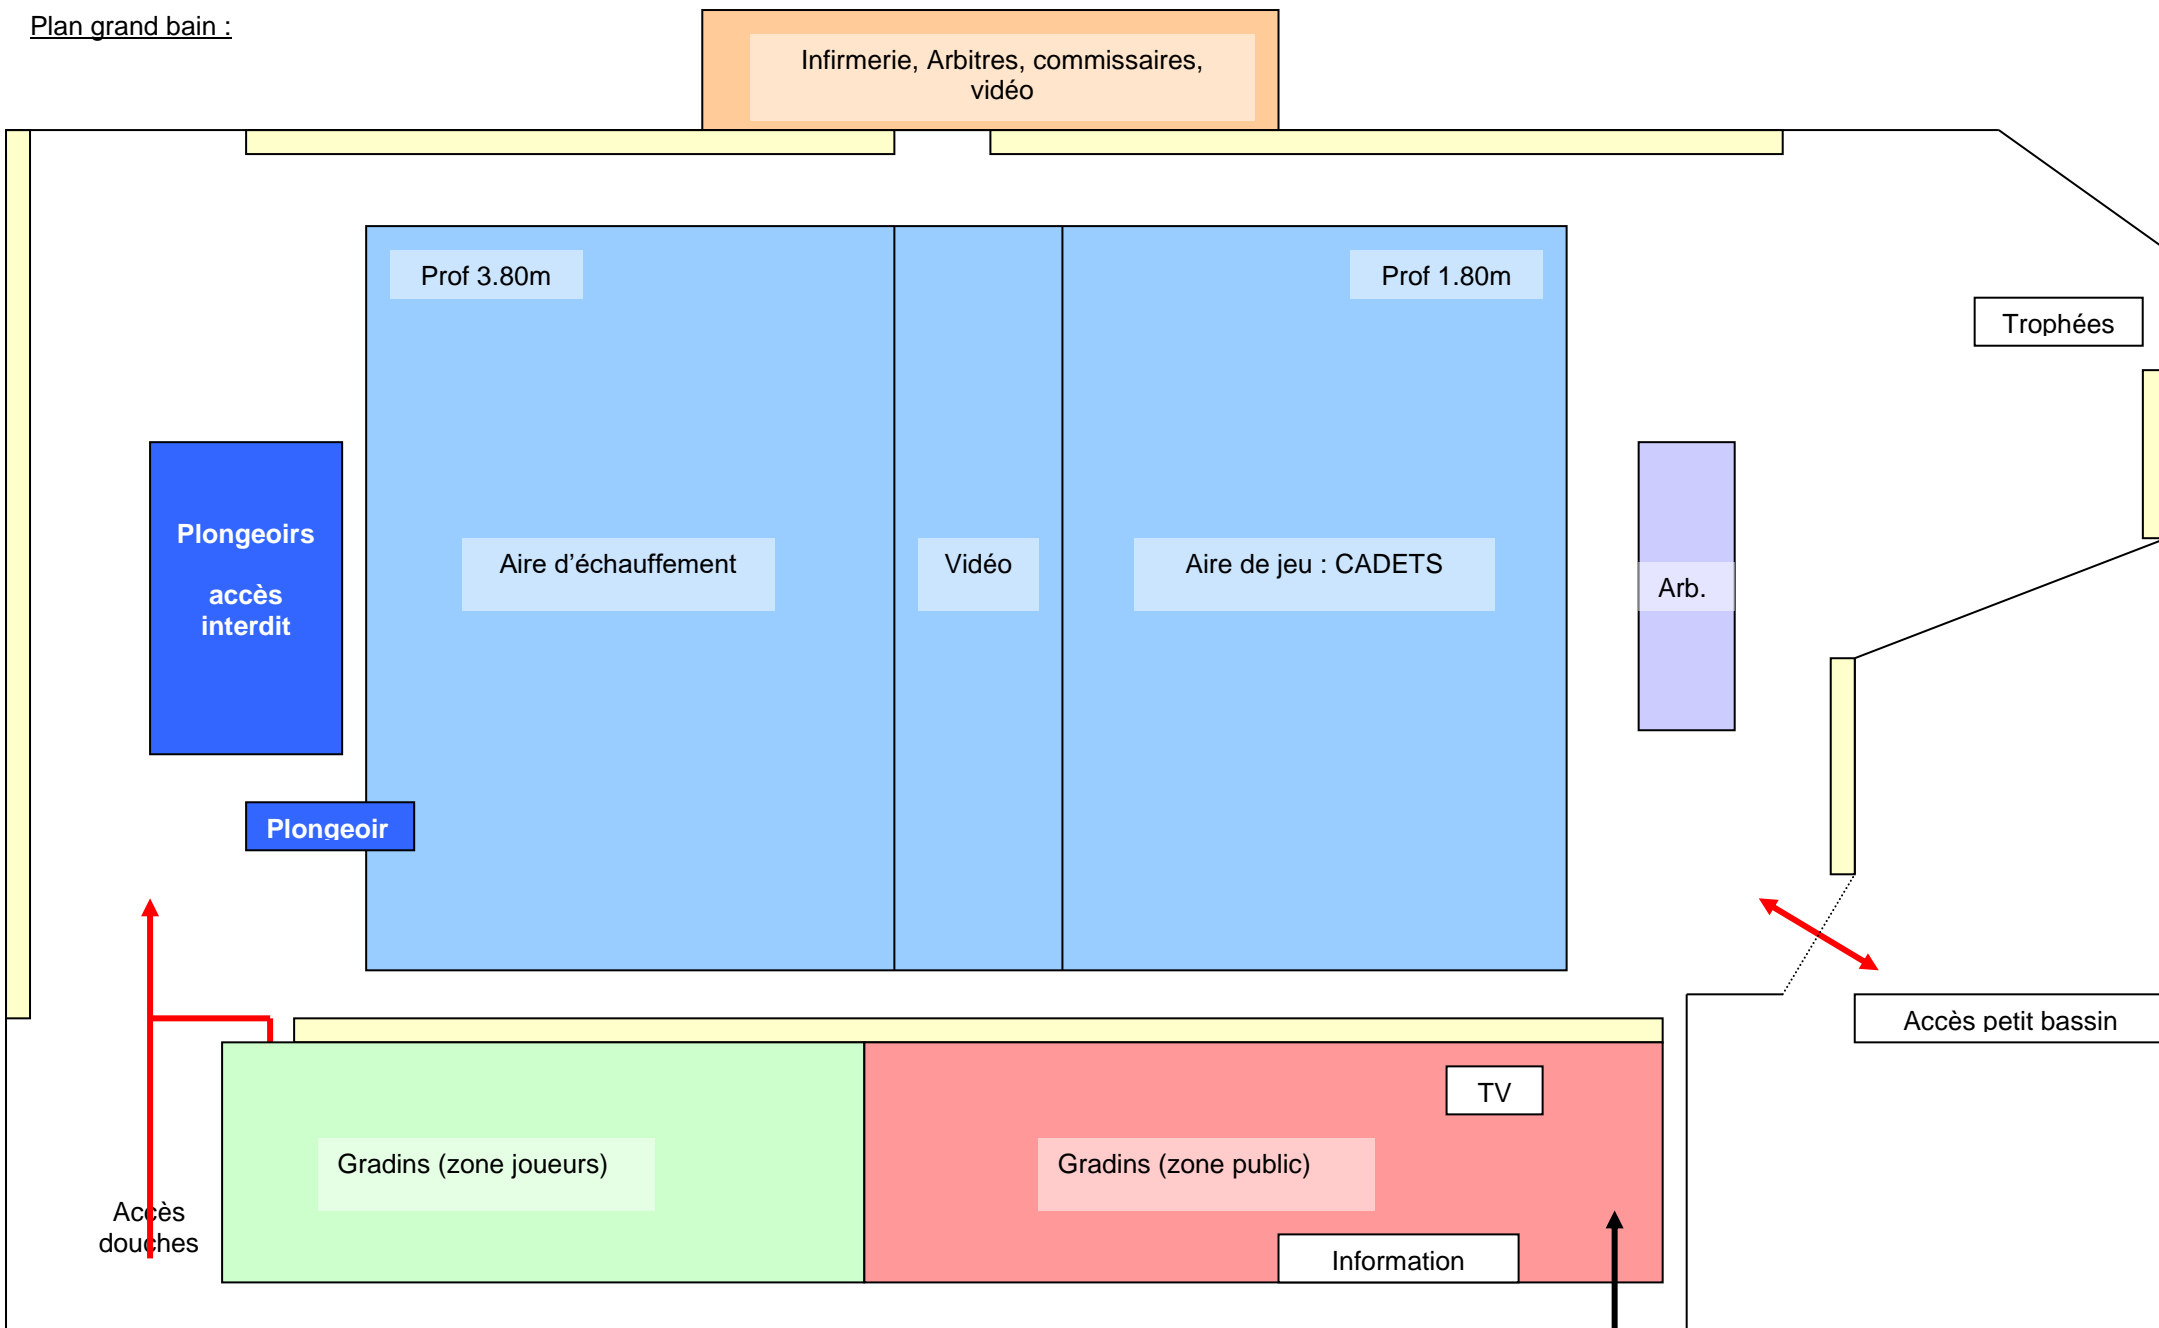 Plan grand bain :
Infirmerie, Arbitres, commissaires,
vidéo
Prof 3.80m
Prof 1.80m
Trophées
Plongeoirs
accès
interdit
Aire d’échauffement
Vidéo
Aire de jeu : CADETS
Arb.
Plongeoir
Accès petit bassin
TV
Gradins (zone joueurs)
Gradins (zone public)
Accès
douches
Information